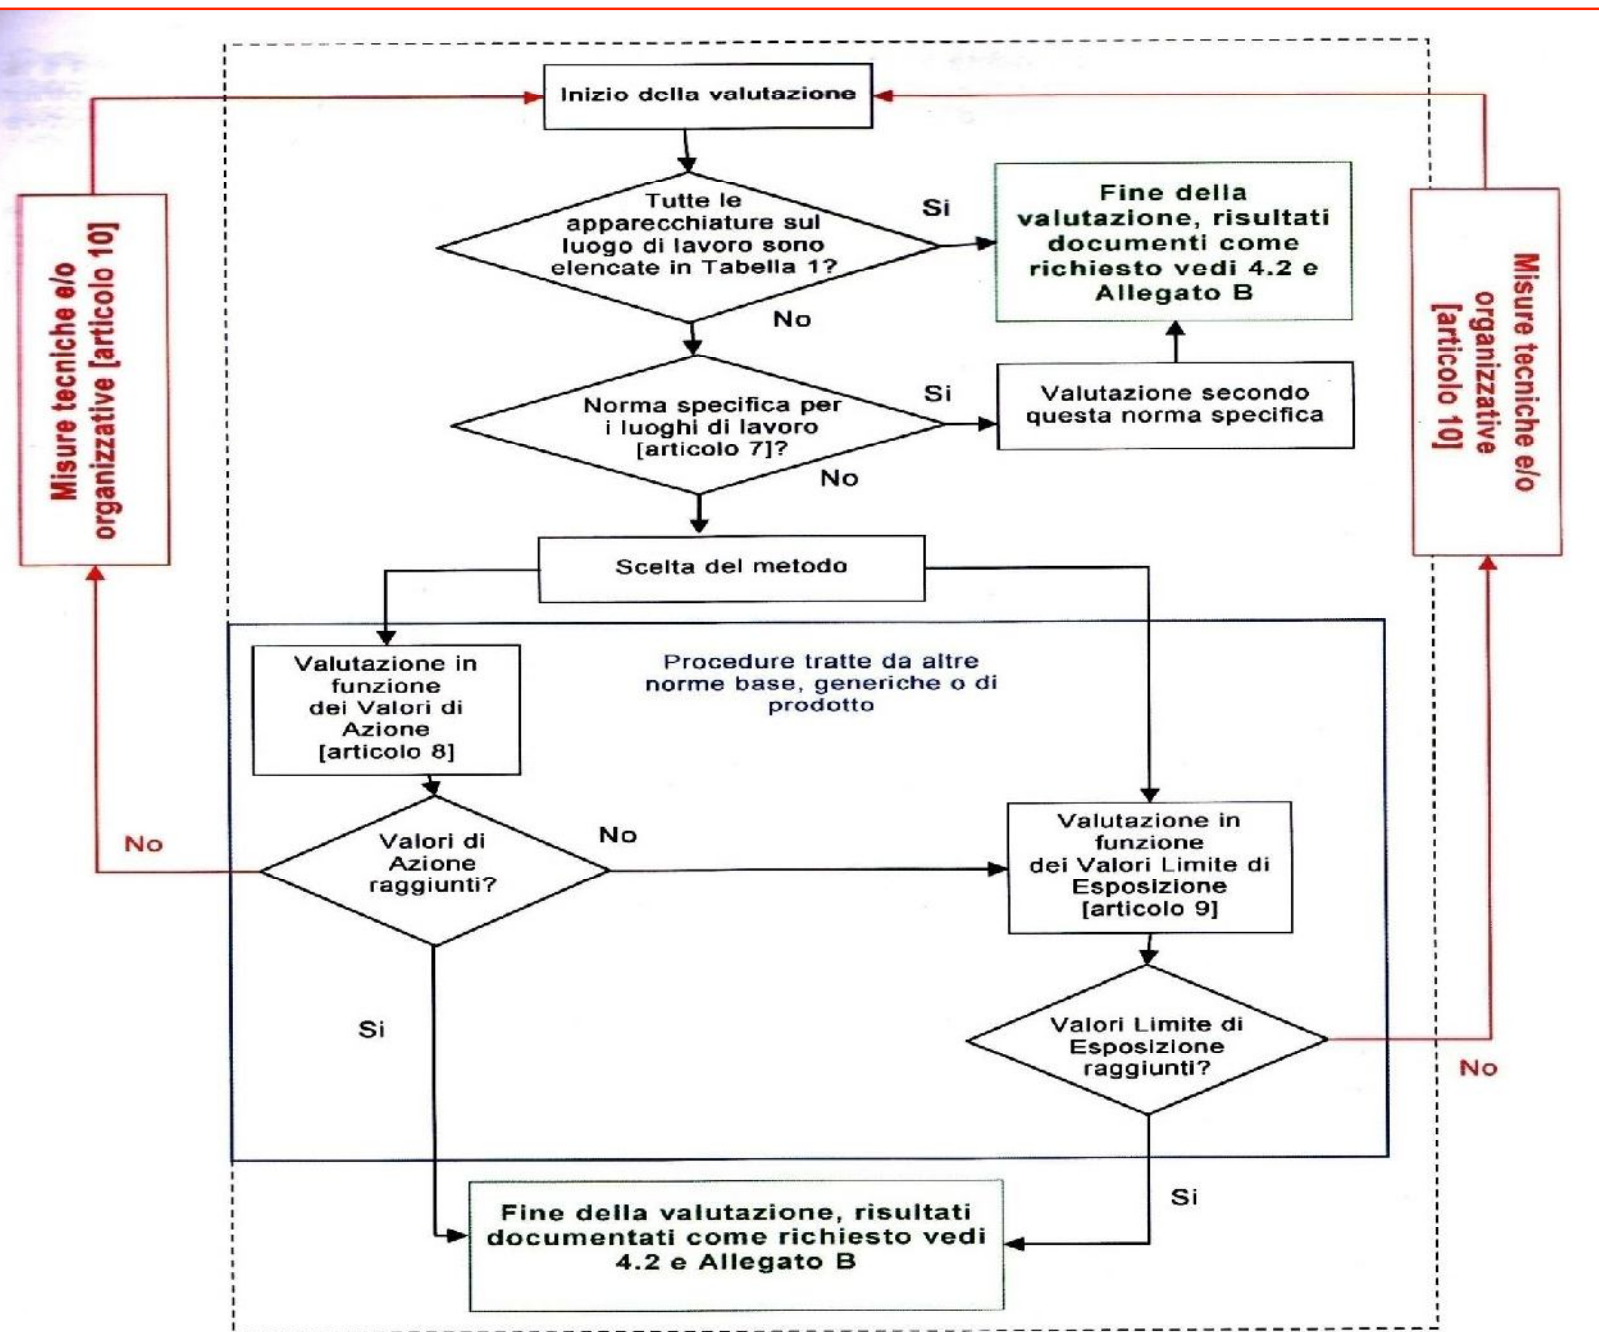 Inizio della valutazione
Tutte le
apparecchiature sul
luogo di lavoro sono
elencate in Tabella 1?
Si
Fine della
valutazione, risultati
documenti come
richiesto vedi 4.2 e
Allegato B
No
Norma specifica per
i luoghi di lavoro
[articolo 7]?
Si
Valutazione secondo
questa norma specifica
No
Misure tecniche e/o
organizzative [articolo 10]
Misure tecniche e/o
organizzative
[articolo 10]
Scelta del metodo
Valutazione in
funzione
dei Valori di
Azione
[articolo 8]
Procedure tratte da altre
norme base, generiche o di
prodotto
Valori di
Azione
raggiunti?
No
No
Valutazione in
funzione
dei Valori Limite di
Esposizione
[articolo 9]
Si
Valori Limite di
Esposizione
raggiunti?
No
Si
Fine della valutazione, risultati
documentati come richiesto vedi
4.2 e Allegato B